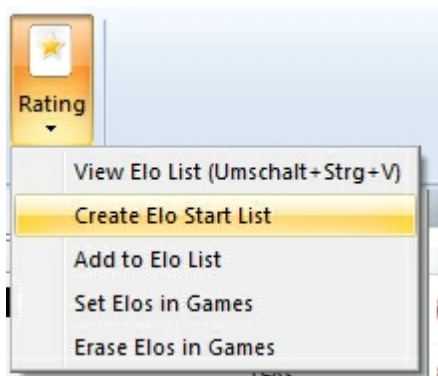 Rating
View Elo List (Umschalt+Strg+V)
Create Elo Start List
Add to Elo List
Set Elos in Games
Erase Elos in Games